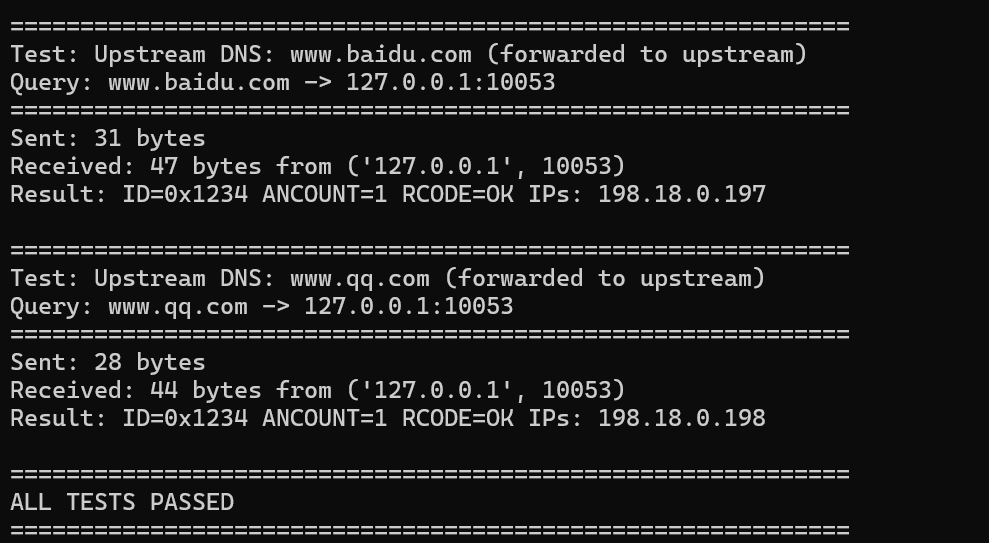 ============================================================
Test: Upstream DNS: www.baidu.com (forwarded to upstream)
Query: www.baidu.com -> 127.0.0.1:10053
============================================================
Sent: 31 bytes
Received: 47 bytes from ('127.0.0.1', 10053)
Result: ID=0x1234 ANCOUNT=1 RCODE=OK IPs: 198.18.0.197

============================================================
Test: Upstream DNS: www.qq.com (forwarded to upstream)
Query: www.qq.com -> 127.0.0.1:10053
============================================================
Sent: 28 bytes
Received: 44 bytes from ('127.0.0.1', 10053)
Result: ID=0x1234 ANCOUNT=1 RCODE=OK IPs: 198.18.0.198

============================================================
ALL TESTS PASSED
============================================================